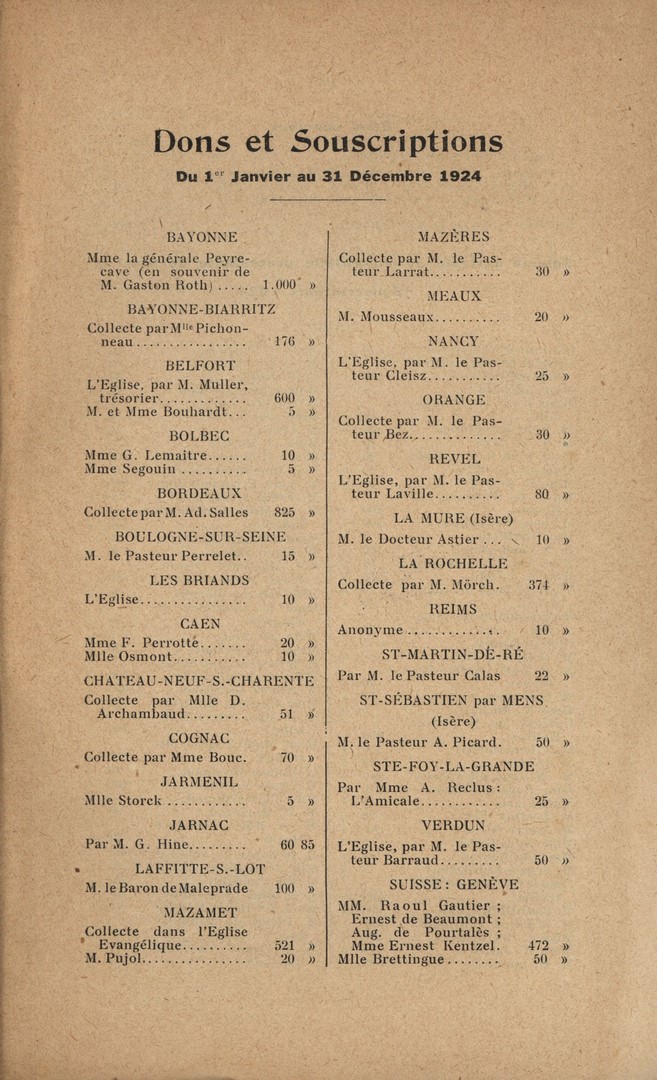 Dons et Souscriptions
Du 1er Janvier au 31 Décembre 1924
BAYONNE
Mme la générale Peyre-
cave (en souvenir de
M. Gaston Roth) ..... 1.000 »
BAYONNE-BIARRITZ
Collecte par Mlle Pichon-
neau ................ 176 »
BELFORT
L'Eglise, par M. Muller,
trésorier............. 600 »
M. et Mme Bouhardt... 5 »
BOLBEC
Mme G. Lemaitre...... 10 »
Mme Segouin .......... 5 »
BORDEAUX
Collecte par M. Ad. Salles 825 »
BOULOGNE-SUR-SEINE
M. le Pasteur Perrelet.. 15 »
LES BRIANDS
L'Eglise................ 10 »
CAEN
Mme F. Perrotté....... 20 »
Mlle Osmont........... 10 »
CHATEAU-NEUF-S.-CHARENTE
Collecte par Mlle D.
Archambaud......... 51 »
COGNAC
Collecte par Mme Bouc. 70 »
JARMENIL
Mlle Storck ............ 5 »
JARNAC
Par M. G. Hine......... 60 85
LAFFITTE-S.-LOT
M. le Baron de Maleprade 100 »
MAZAMET
Collecte dans l'Eglise
Evangélique.......... 521 »
M. Pujol................ 20 »
MAZÈRES
Collecte par M. le Pas-
teur Larrat........... 30 »
MEAUX
M. Mousseaux.......... 20 »
NANCY
L'Eglise, par M. le Pas-
teur Cleisz........... 25 »
ORANGE
Collecte par M. le Pas-
teur Bez.............. 30 »
REVEL
L'Eglise, par M. le Pas-
teur Laville.......... 80 »
LA MURE (Isère)
M. le Docteur Astier ... 10 »
LA ROCHELLE
Collecte par M. Mörch. 374 »
REIMS
Anonyme .............. 10 »
ST-MARTIN-DE-RÉ
Par M. le Pasteur Calas 22 »
ST-SÉBASTIEN par MENS
(Isère)
M. le Pasteur A. Picard. 50 »
STE-FOY-LA-GRANDE
Par Mme A. Reclus :
L'Amicale............ 25 »
VERDUN
L'Eglise, par M. le Pas-
teur Barraud......... 50 »
SUISSE : GENÈVE
MM. Raoul Gautier ;
Ernest de Beaumont ;
Aug. de Pourtalès ;
Mme Ernest Kentzel. 472 »
Mlle Brettingue........ 50 »